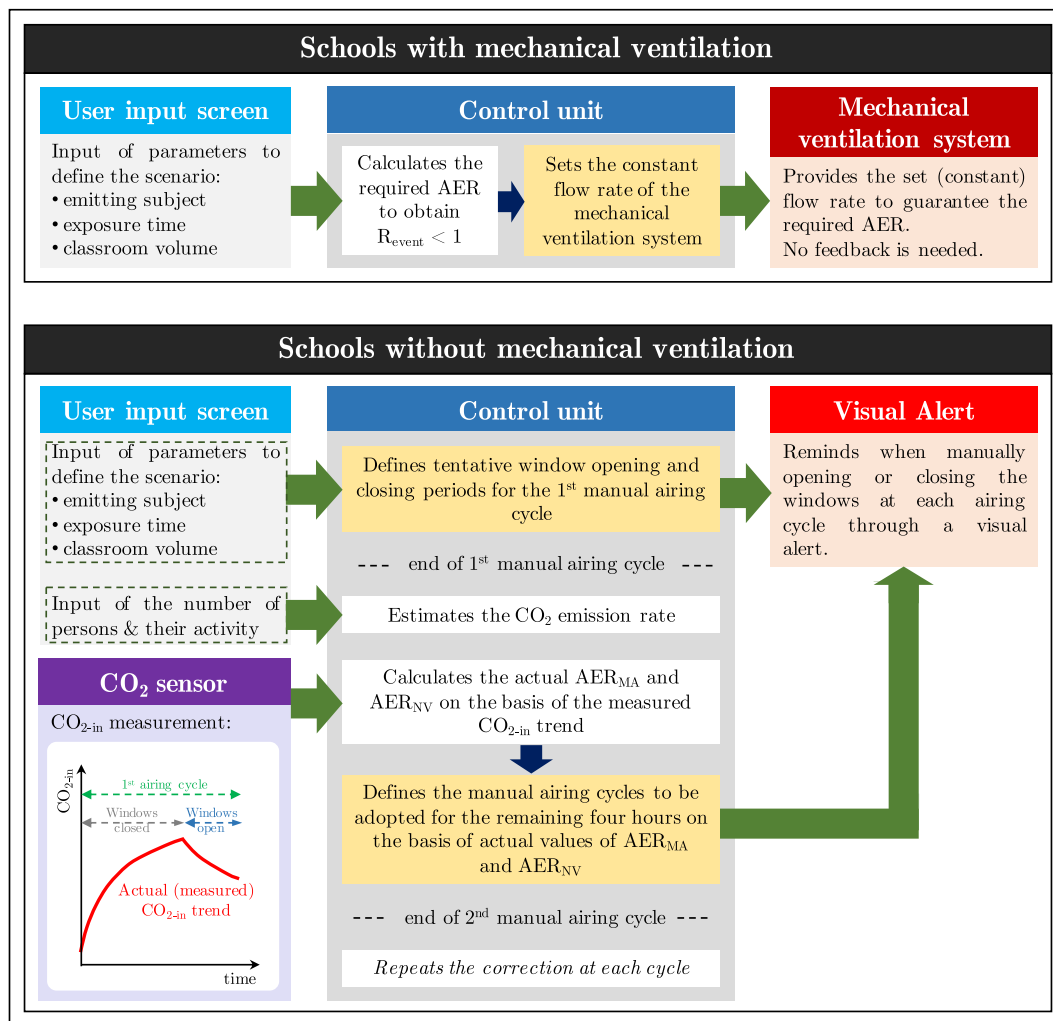 Schools with mechanical ventilation
User input screen
Input of parameters to
define the scenario:
• emitting subject
• exposure time
• classroom volume
Control unit
Calculates the
required AER
to obtain
R_event < 1
Sets the constant
flow rate of the
mechanical
ventilation system
Mechanical
ventilation system
Provides the set (constant)
flow rate to guarantee the
required AER.
No feedback is needed.
Schools without mechanical ventilation
User input screen
Input of parameters to
define the scenario:
• emitting subject
• exposure time
• classroom volume
Input of the number of
persons & their activity
CO₂ sensor
CO₂₋in measurement:
CO₂₋in
1st airing cycle
Windows
closed
Windows
open
Actual (measured)
CO₂₋in trend
time
Control unit
Defines tentative window opening and
closing periods for the 1st manual airing
cycle
--- end of 1st manual airing cycle ---
Estimates the CO₂ emission rate
Calculates the actual AER_MA and
AER_NV on the basis of the measured
CO₂₋in trend
Defines the manual airing cycles to be
adopted for the remaining four hours on
the basis of actual values of AER_MA
and AER_NV
--- end of 2nd manual airing cycle ---
Repeats the correction at each cycle
Visual Alert
Reminds when manually
opening or closing the
windows at each airing
cycle through a visual
alert.